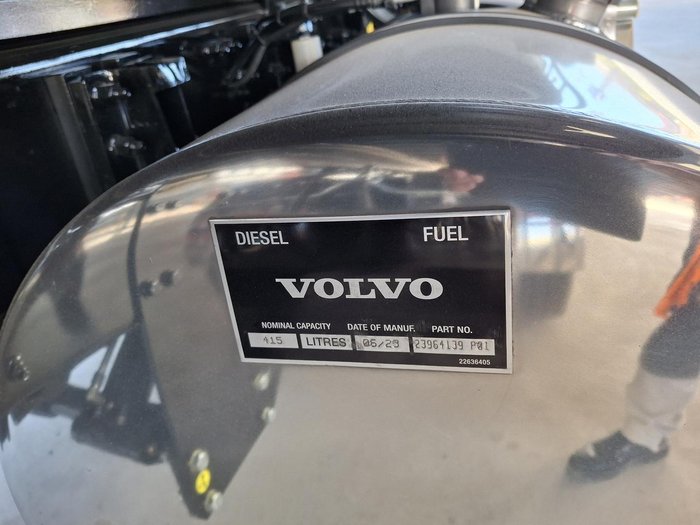 DIESEL FUEL
VOLVO
NOMINAL CAPACITY DATE OF MANUF. PART NO.
415 LITRES 06/23 23964139 P01
22636405